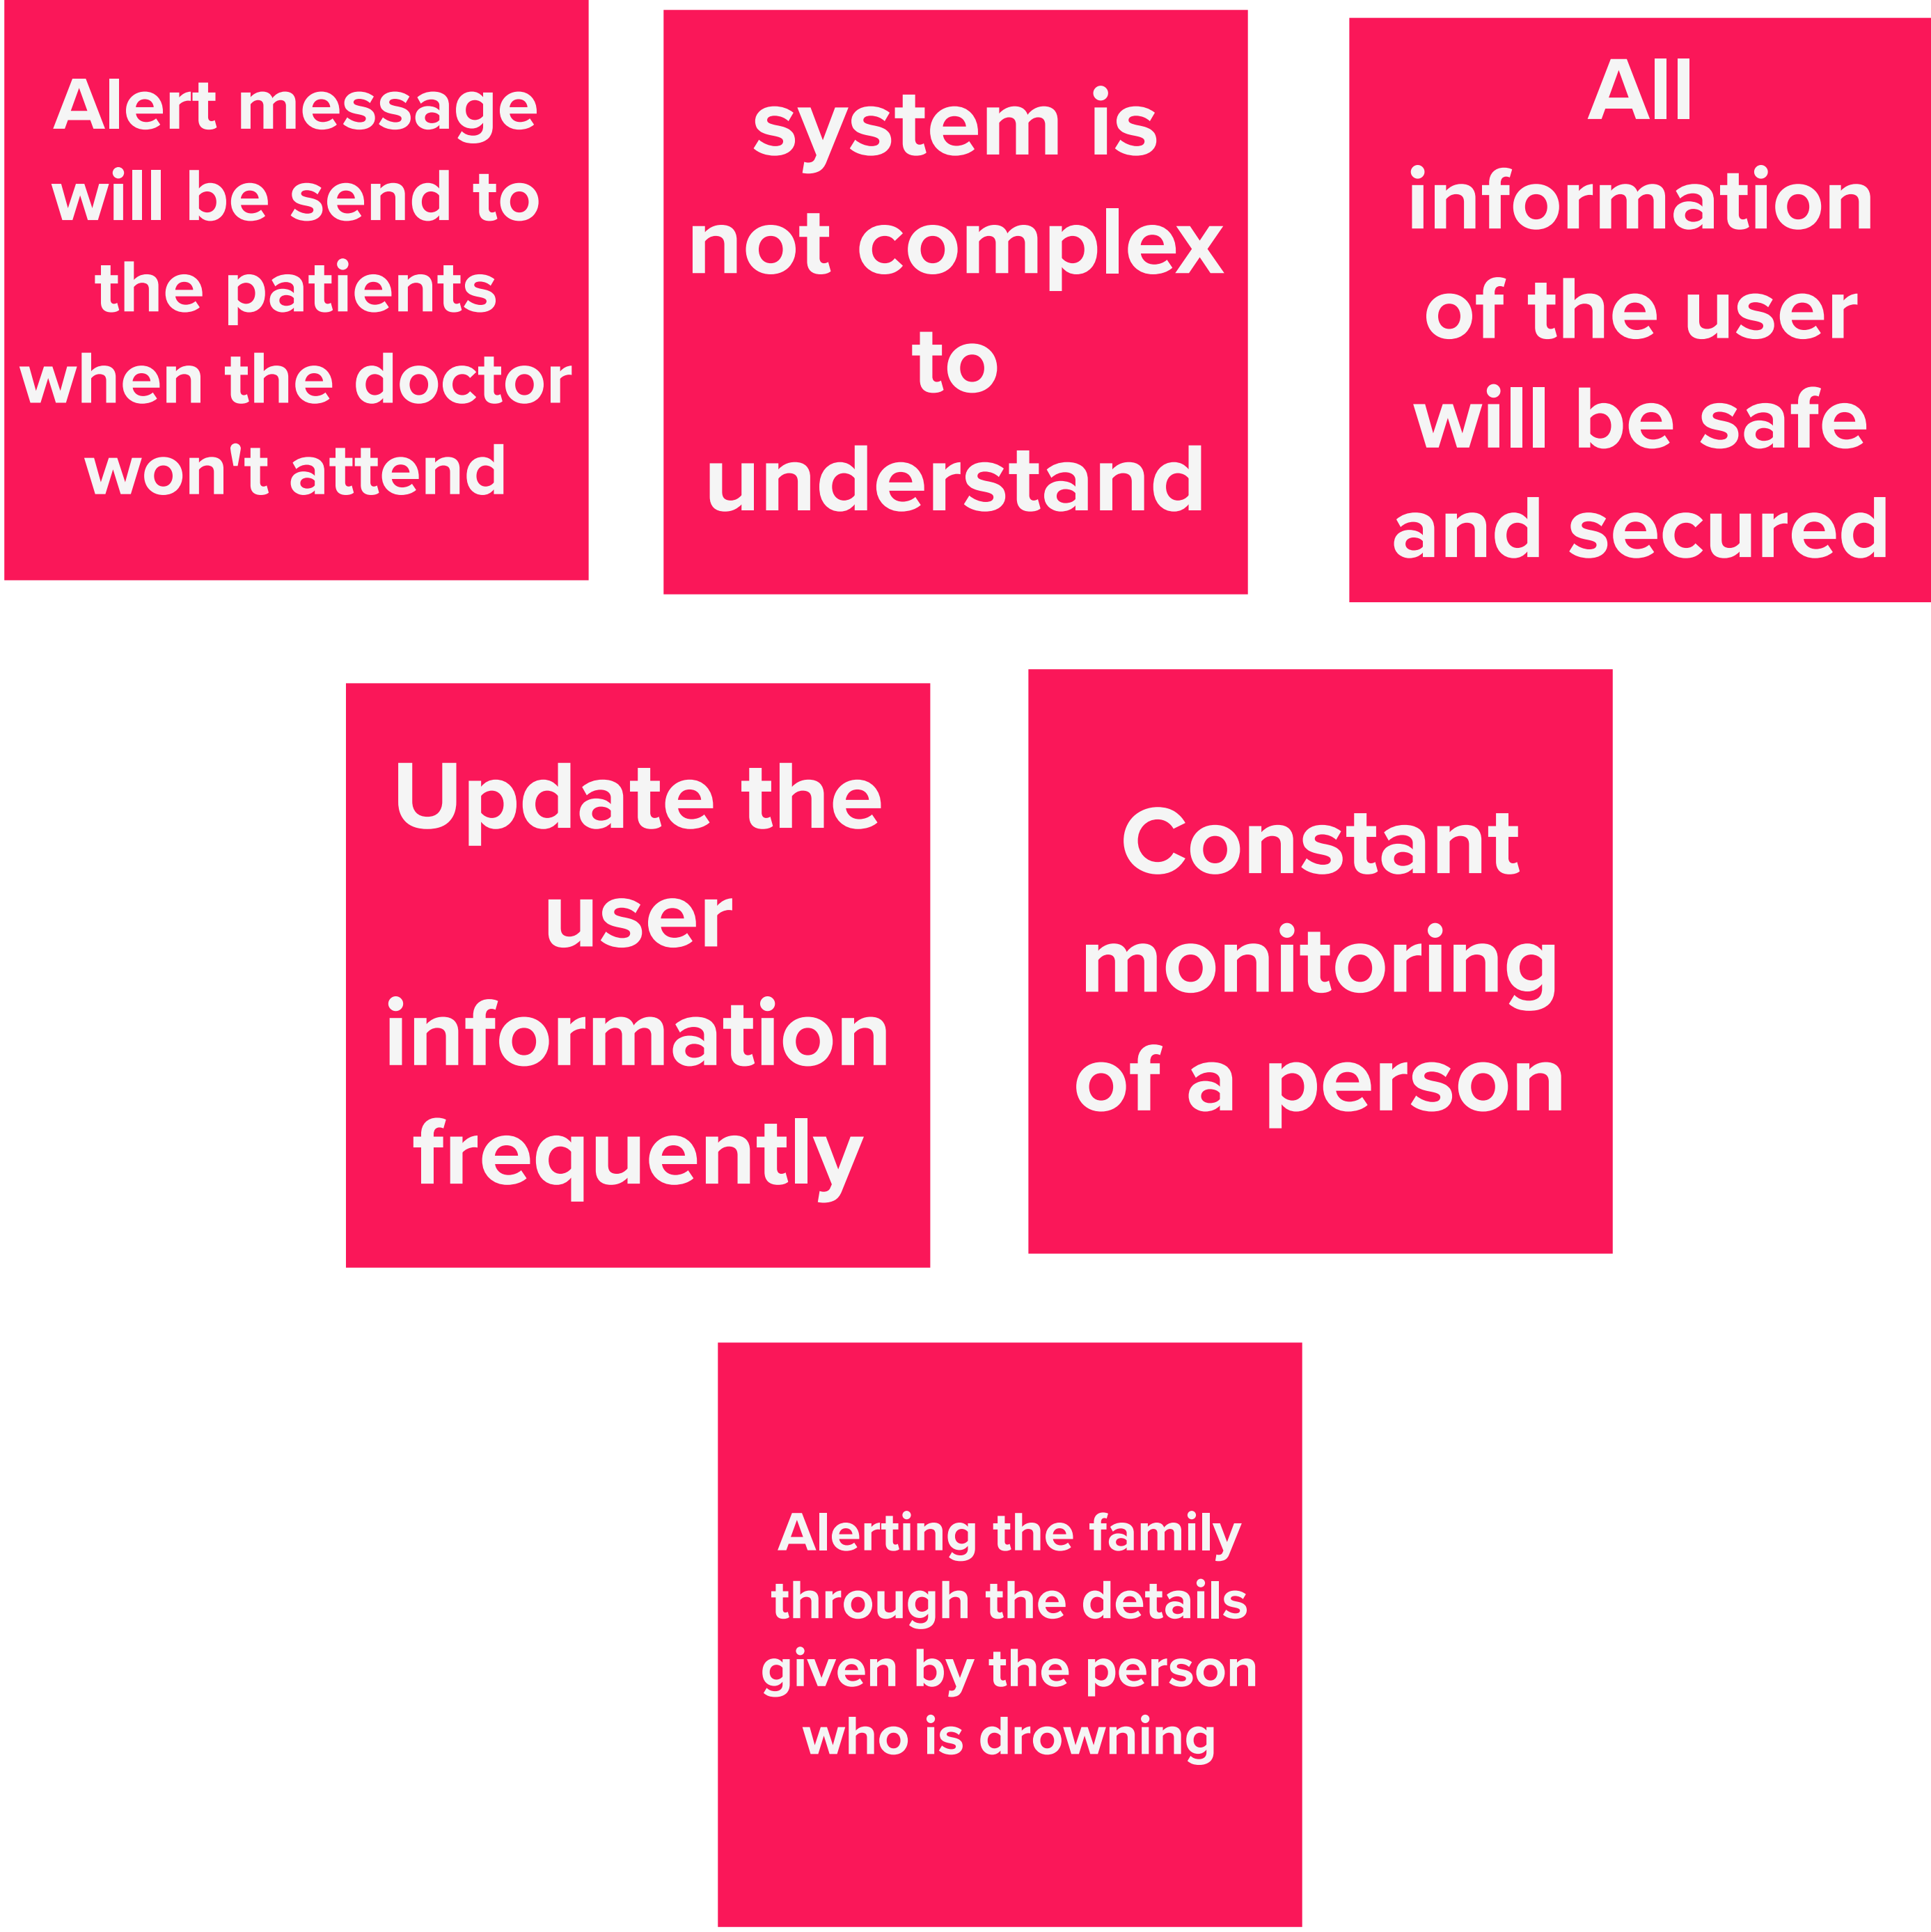 Alert message
will be send to
the patients
when the doctor
won't attend
system is
not complex
to
understand
All
information
of the user
will be safe
and secured
Update the
user
information
frequently
Constant
monitoring
of a person
Alerting the family
through the details
given by the person
who is drowning